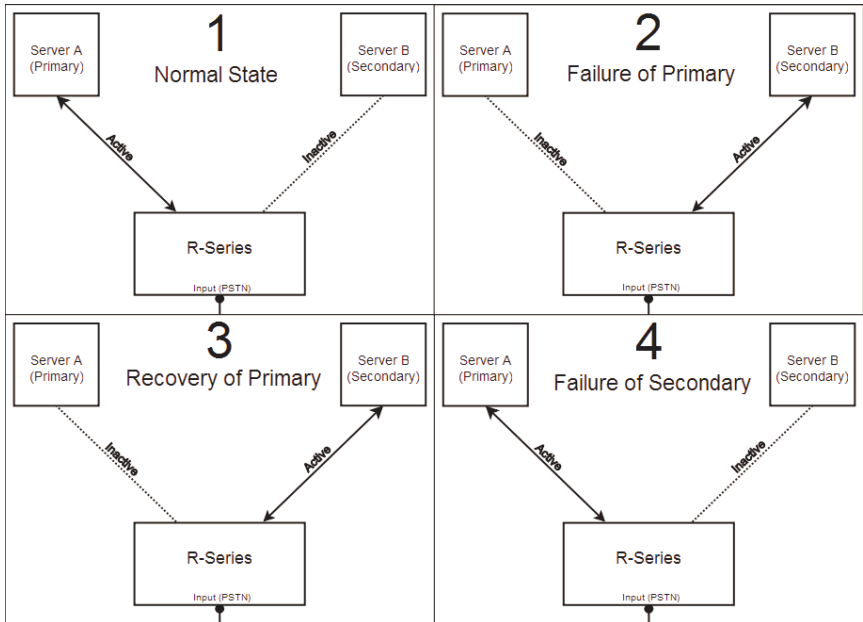 Server A
(Primary)
1
Normal State
Server B
(Secondary)
Active
Inactive
R-Series
Input (PSTN)
Server A
(Primary)
2
Failure of Primary
Server B
(Secondary)
Inactive
Active
R-Series
Input (PSTN)
Server A
(Primary)
3
Recovery of Primary
Server B
(Secondary)
Inactive
Active
R-Series
Input (PSTN)
Server A
(Primary)
4
Failure of Secondary
Server B
(Secondary)
Active
Inactive
R-Series
Input (PSTN)